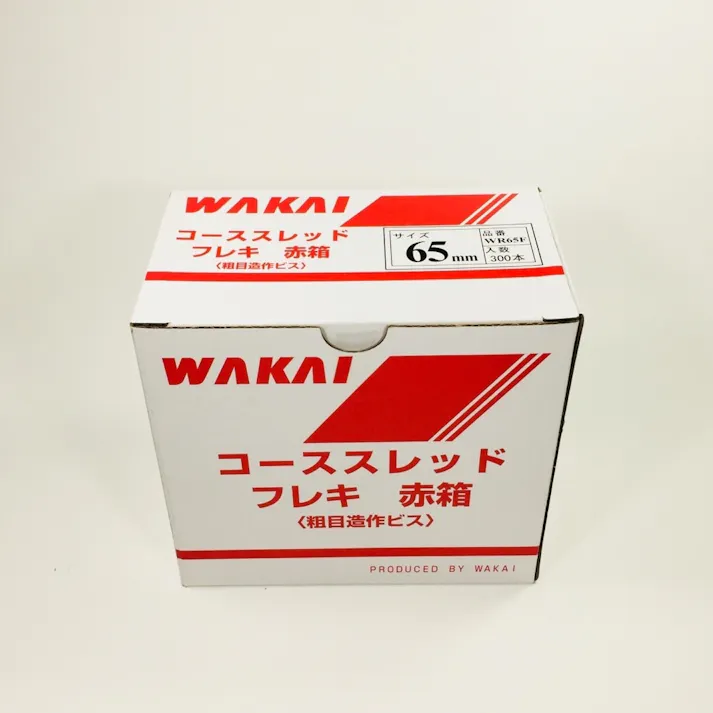 WAKAI
コーススレッド
フレキ 赤箱
〈粗目造作ビス〉
サイズ
65mm
品番
WR65F
入数
300本
WAKAI
コーススレッド
フレキ 赤箱
〈粗目造作ビス〉
PRODUCED BY WAKAI